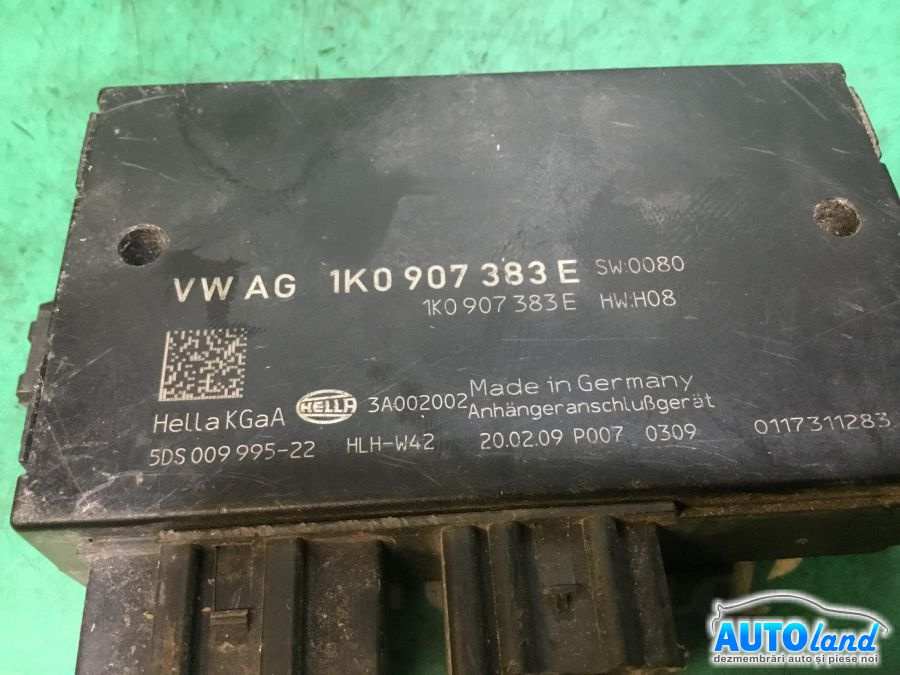 VW AG 1K0 907 383 E SW:0080
1K0 907 383 E HW:H08
Made in Germany
Hella KGaA HELLA 3A002002 Anhängeranschlußgerät
5DS 009 995-22 HLH-W42 20.02.09 P007 0309 0117311283
AUTOland
dezmembrări auto și piese noi